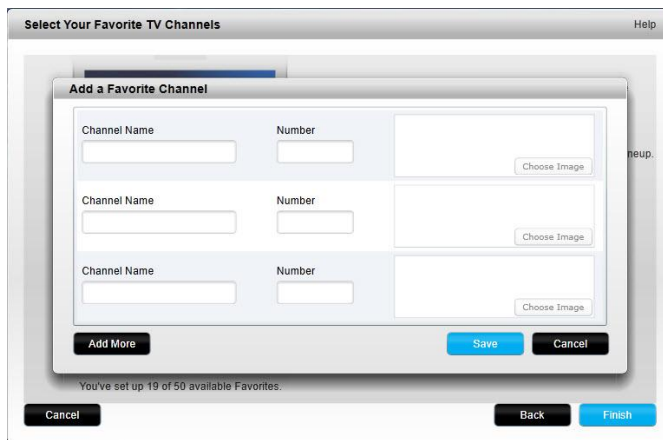 Select Your Favorite TV Channels Help
Add a Favorite Channel
neup.
Channel Name Number
Choose Image
Channel Name Number
Choose Image
Channel Name Number
Choose Image
Add More Save Cancel
You've set up 19 of 50 available Favorites.
Cancel Back Finish